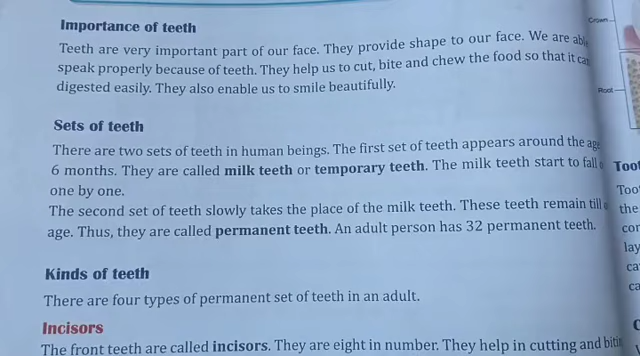 Importance of teeth
Teeth are very important part of our face. They provide shape to our face. We are
speak properly because of teeth. They help us to cut, bite and chew the food so that it
digested easily. They also enable us to smile beautifully.
Sets of teeth
There are two sets of teeth in human beings. The first set of teeth appears around the
6 months. They are called milk teeth or temporary teeth. The milk teeth start to fall
one by one.
The second set of teeth slowly takes the place of the milk teeth. These teeth remain till
age. Thus, they are called permanent teeth. An adult person has 32 permanent teeth.
Kinds of teeth
There are four types of permanent set of teeth in an adult.
Incisors
The front teeth are called incisors. They are eight in number. They help in cutting and
Crown
Root
the